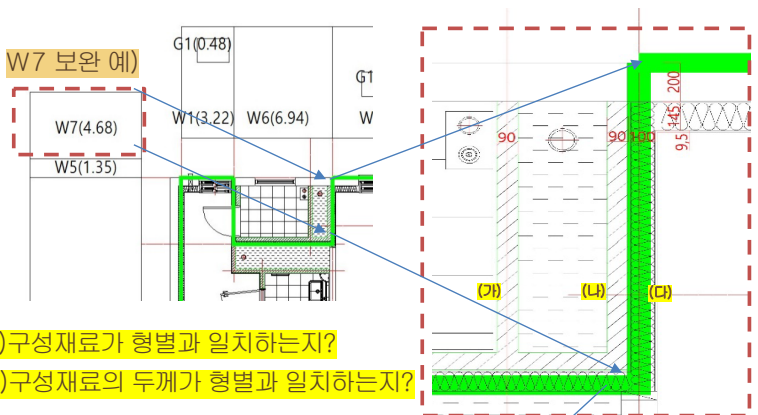 W7 보완 예)
G1(0.48)
G1
W7(4.68)
W1(3.22) W6(6.94) W
W5(1.35)
200
145
9,5
90
90,100
(가)
(나)
(다)
)구성재료가 형별과 일치하는지?
)구성재료의 두께가 형별과 일치하는지?